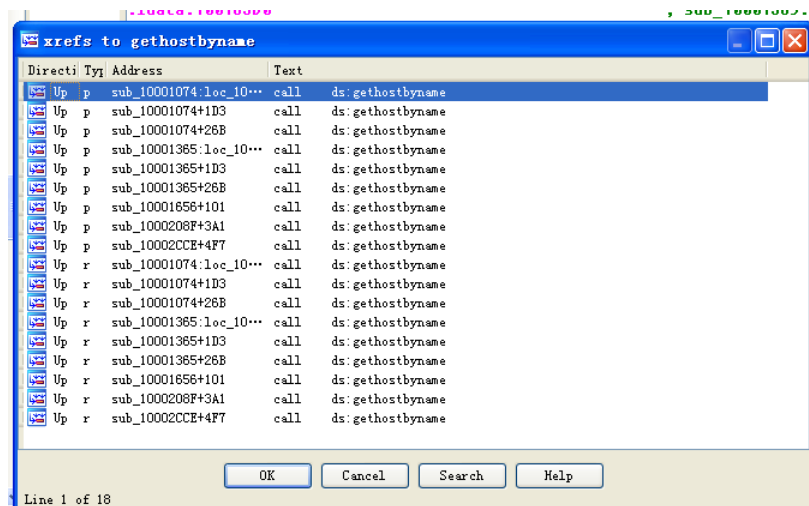 .idata:100163D0 ; sub_10001365.
xrefs to gethostbyname
Directi Typ Address Text
Up p sub_10001074:loc_10··· call ds:gethostbyname
Up p sub_10001074+1D3 call ds:gethostbyname
Up p sub_10001074+26B call ds:gethostbyname
Up p sub_10001365:loc_10··· call ds:gethostbyname
Up p sub_10001365+1D3 call ds:gethostbyname
Up p sub_10001365+26B call ds:gethostbyname
Up p sub_10001656+101 call ds:gethostbyname
Up p sub_1000208F+3A1 call ds:gethostbyname
Up p sub_10002CCE+4F7 call ds:gethostbyname
Up r sub_10001074:loc_10··· call ds:gethostbyname
Up r sub_10001074+1D3 call ds:gethostbyname
Up r sub_10001074+26B call ds:gethostbyname
Up r sub_10001365:loc_10··· call ds:gethostbyname
Up r sub_10001365+1D3 call ds:gethostbyname
Up r sub_10001365+26B call ds:gethostbyname
Up r sub_10001656+101 call ds:gethostbyname
Up r sub_1000208F+3A1 call ds:gethostbyname
Up r sub_10002CCE+4F7 call ds:gethostbyname
OK Cancel Search Help
Line 1 of 18